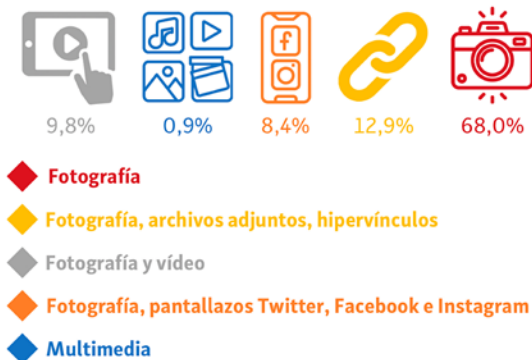 9,8% 0,9% 8,4% 12,9% 68,0%
Fotografía
Fotografía, archivos adjuntos, hipervínculos
Fotografía y vídeo
Fotografía, pantallazos Twitter, Facebook e Instagram
Multimedia